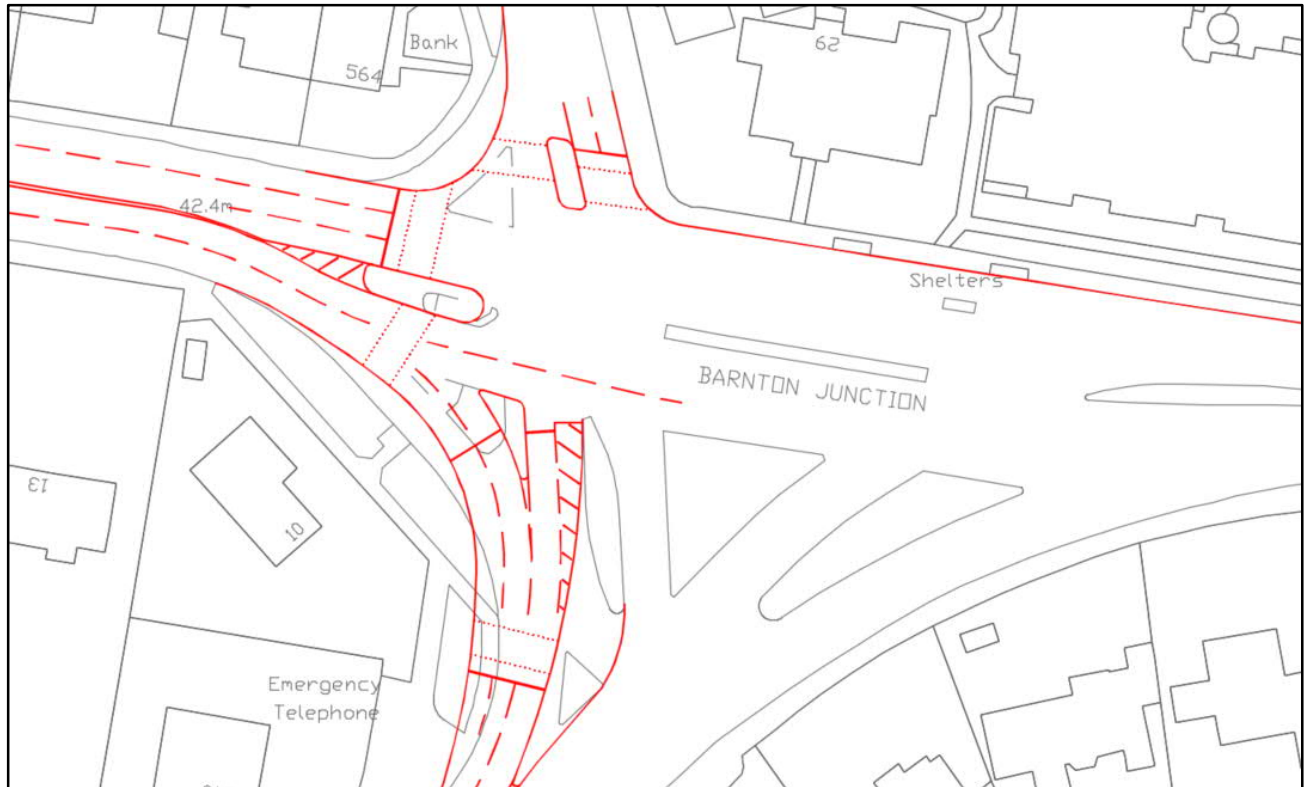 Bank
564
62
42.4m
Shelters
BARNTON JUNCTION
13
10
Emergency
Telephone